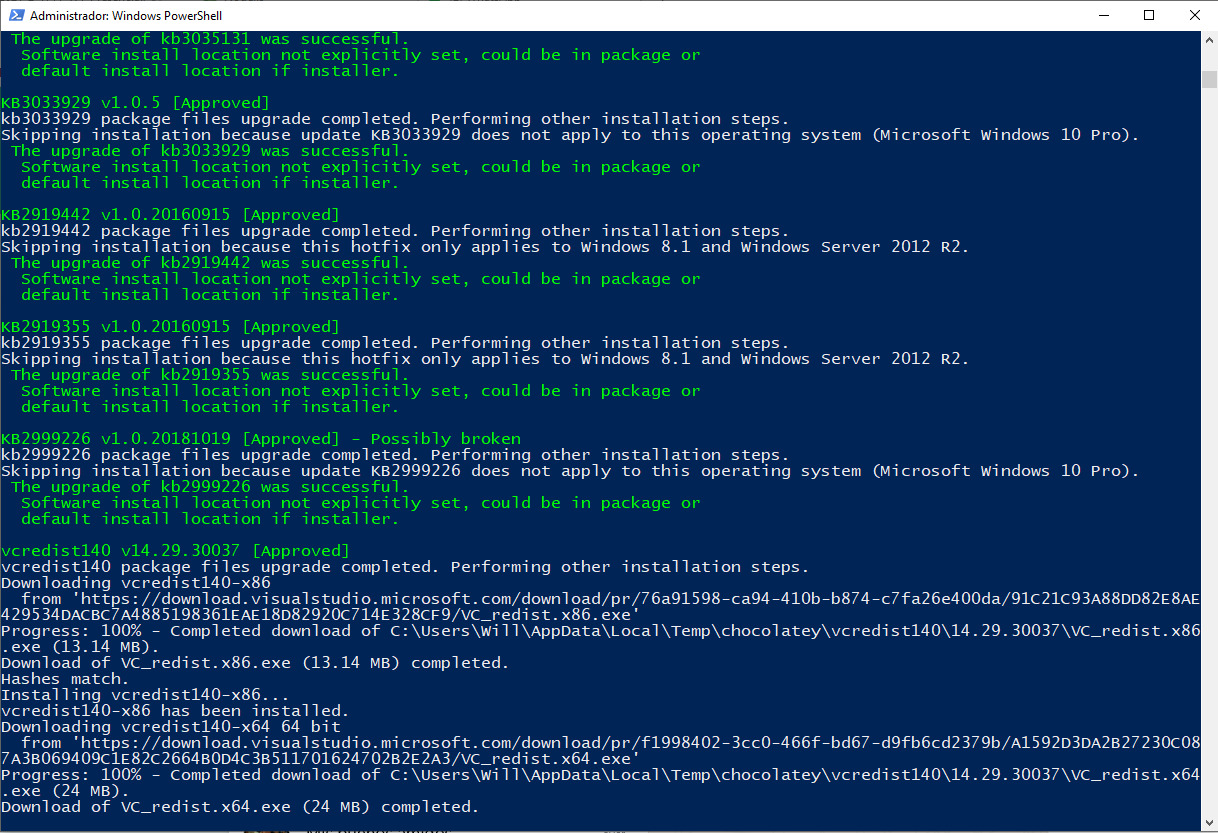 Administrador: Windows PowerShell
The upgrade of kb3035131 was successful.
Software install location not explicitly set, could be in package or
default install location if installer.
KB3033929 v1.0.5 [Approved]
kb3033929 package files upgrade completed. Performing other installation steps.
Skipping installation because update KB3033929 does not apply to this operating system (Microsoft Windows 10 Pro).
The upgrade of kb3033929 was successful.
Software install location not explicitly set, could be in package or
default install location if installer.
KB2919442 v1.0.20160915 [Approved]
kb2919442 package files upgrade completed. Performing other installation steps.
Skipping installation because this hotfix only applies to Windows 8.1 and Windows Server 2012 R2.
The upgrade of kb2919442 was successful.
Software install location not explicitly set, could be in package or
default install location if installer.
KB2919355 v1.0.20160915 [Approved]
kb2919355 package files upgrade completed. Performing other installation steps.
Skipping installation because this hotfix only applies to Windows 8.1 and Windows Server 2012 R2.
The upgrade of kb2919355 was successful.
Software install location not explicitly set, could be in package or
default install location if installer.
KB2999226 v1.0.20181019 [Approved] - Possibly broken
kb2999226 package files upgrade completed. Performing other installation steps.
Skipping installation because update KB2999226 does not apply to this operating system (Microsoft Windows 10 Pro).
The upgrade of kb2999226 was successful.
Software install location not explicitly set, could be in package or
default install location if installer.
vcredist140 v14.29.30037 [Approved]
vcredist140 package files upgrade completed. Performing other installation steps.
Downloading vcredist140-x86
from 'https://download.visualstudio.microsoft.com/download/pr/76a91598-ca94-410b-b874-c7fa26e400da/91C21C93A88DD82E8AE
429534DACBC7A4885198361EAE18D82920C714E328CF9/VC_redist.x86.exe'
Progress: 100% - Completed download of C:\Users\Will\AppData\Local\Temp\chocolatey\vcredist140\14.29.30037\VC_redist.x86
.exe (13.14 MB).
Download of VC_redist.x86.exe (13.14 MB) completed.
Hashes match.
Installing vcredist140-x86...
vcredist140-x86 has been installed.
Downloading vcredist140-x64 64 bit
from 'https://download.visualstudio.microsoft.com/download/pr/f1998402-3cc0-466f-bd67-d9fb6cd2379b/A1592D3DA2B27230C08
7A3B069409C1E82C2664B0D4C3B511701624702B2E2A3/VC_redist.x64.exe'
Progress: 100% - Completed download of C:\Users\Will\AppData\Local\Temp\chocolatey\vcredist140\14.29.30037\VC_redist.x64
.exe (24 MB).
Download of VC_redist.x64.exe (24 MB) completed.